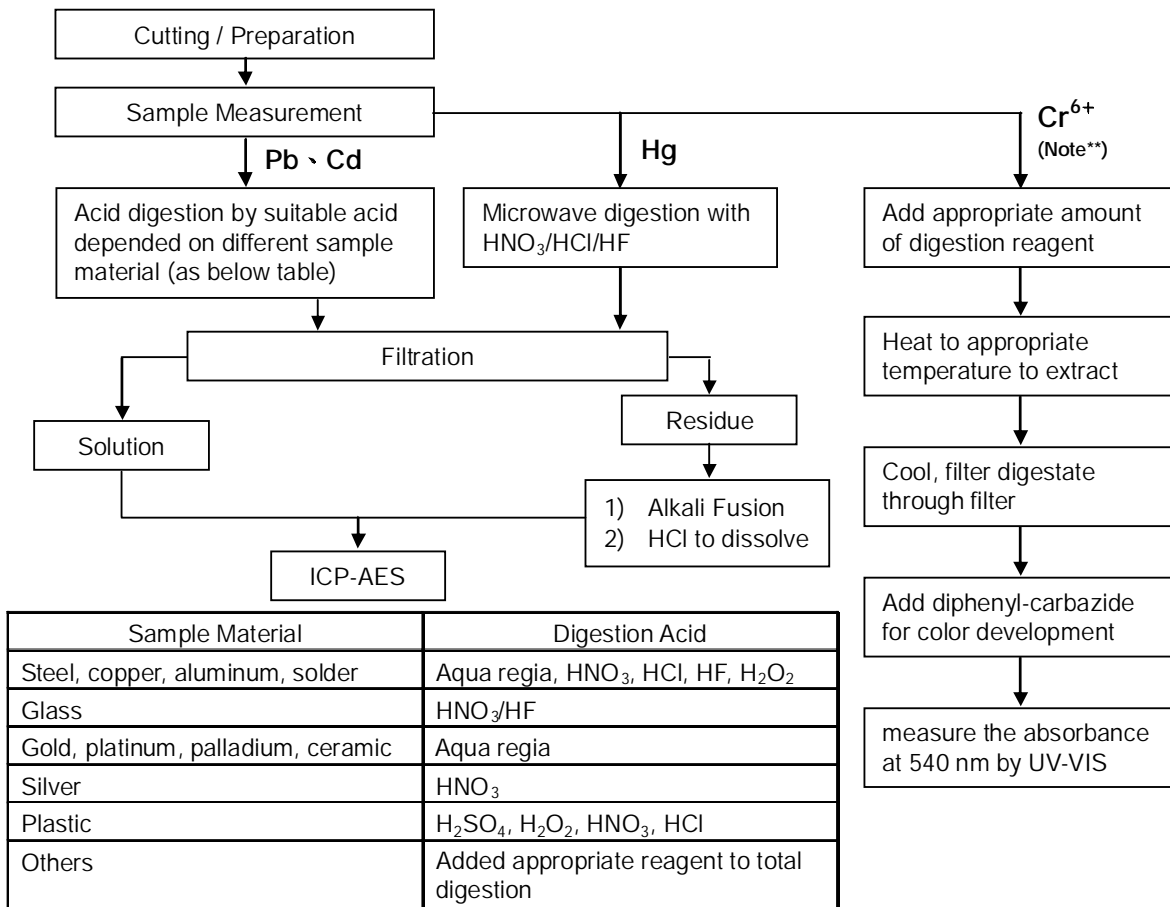 Cutting / Preparation
Sample Measurement
Pb、Cd
Hg
Cr⁶⁺
(Note**)
Acid digestion by suitable acid
depended on different sample
material (as below table)
Microwave digestion with
HNO₃/HCl/HF
Add appropriate amount
of digestion reagent
Filtration
Heat to appropriate
temperature to extract
Solution
Residue
Cool, filter digestate
through filter
1) Alkali Fusion
2) HCl to dissolve
ICP-AES
Add diphenyl-carbazide
for color development
measure the absorbance
at 540 nm by UV-VIS
Sample Material	Digestion Acid
Steel, copper, aluminum, solder	Aqua regia, HNO₃, HCl, HF, H₂O₂
Glass	HNO₃/HF
Gold, platinum, palladium, ceramic	Aqua regia
Silver	HNO₃
Plastic	H₂SO₄, H₂O₂, HNO₃, HCl
Others	Added appropriate reagent to total
digestion